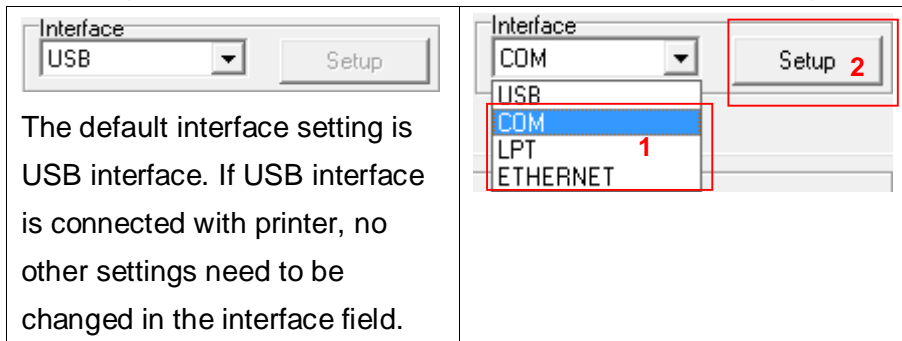 Interface
USB
Setup
The default interface setting is
USB interface. If USB interface
is connected with printer, no
other settings need to be
changed in the interface field.
Interface
COM
Setup 2
USB
COM
LPT 1
ETHERNET